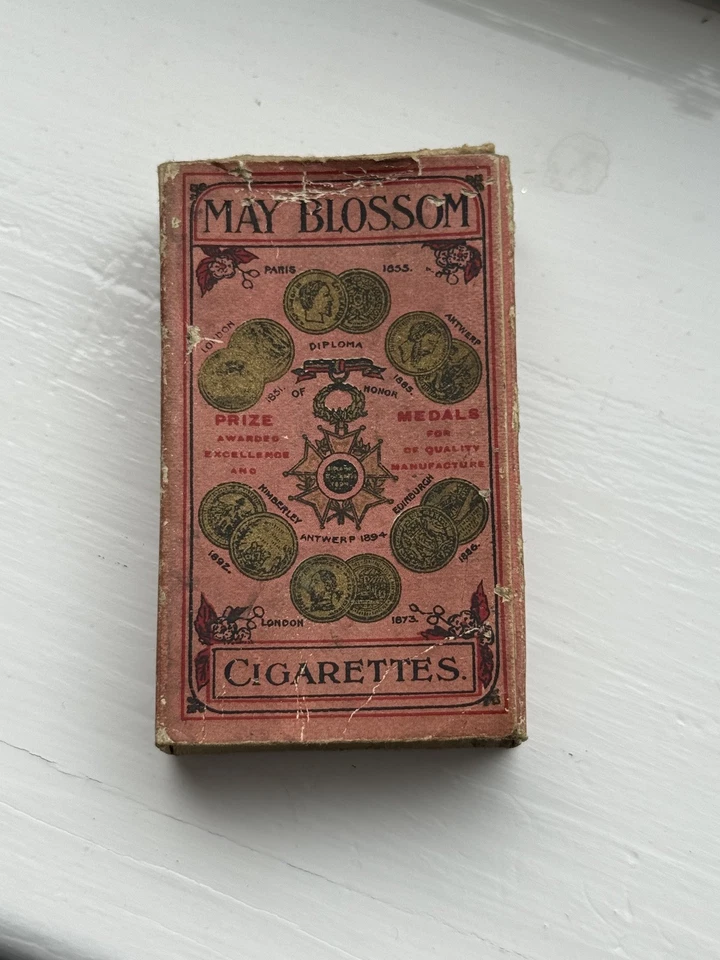 MAY BLOSSOM
PARIS 1855.
LONDON 1851.
ANTWERP 1885.
DIPLOMA
OF HONOR
PRIZE MEDALS
AWARDED FOR
EXCELLENCE OF QUALITY
AND MANUFACTURE
KIMBERLEY 1892.
EDINBURGH 1886.
ANTWERP 1894
LONDON 1873.
CIGARETTES.